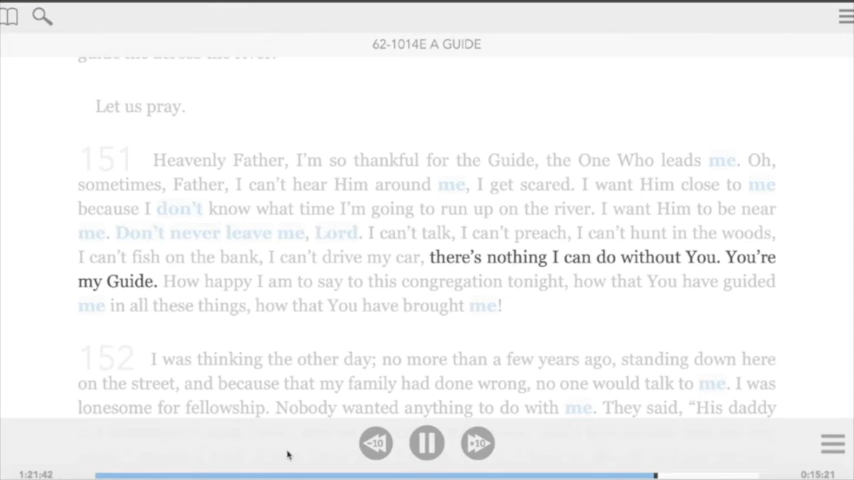 62-1014E A GUIDE
guide me across the river.
Let us pray.
151 Heavenly Father, I'm so thankful for the Guide, the One Who leads me. Oh,
sometimes, Father, I can't hear Him around me, I get scared. I want Him close to me
because I don't know what time I'm going to run up on the river. I want Him to be near
me. Don't never leave me, Lord. I can't talk, I can't preach, I can't hunt in the woods,
I can't fish on the bank, I can't drive my car, there's nothing I can do without You. You're
my Guide. How happy I am to say to this congregation tonight, how that You have guided
me in all these things, how that You have brought me!
152 I was thinking the other day; no more than a few years ago, standing down here
on the street, and because that my family had done wrong, no one would talk to me. I was
lonesome for fellowship. Nobody wanted anything to do with me. They said, “His daddy
10 10
1:21:42 0:15:21